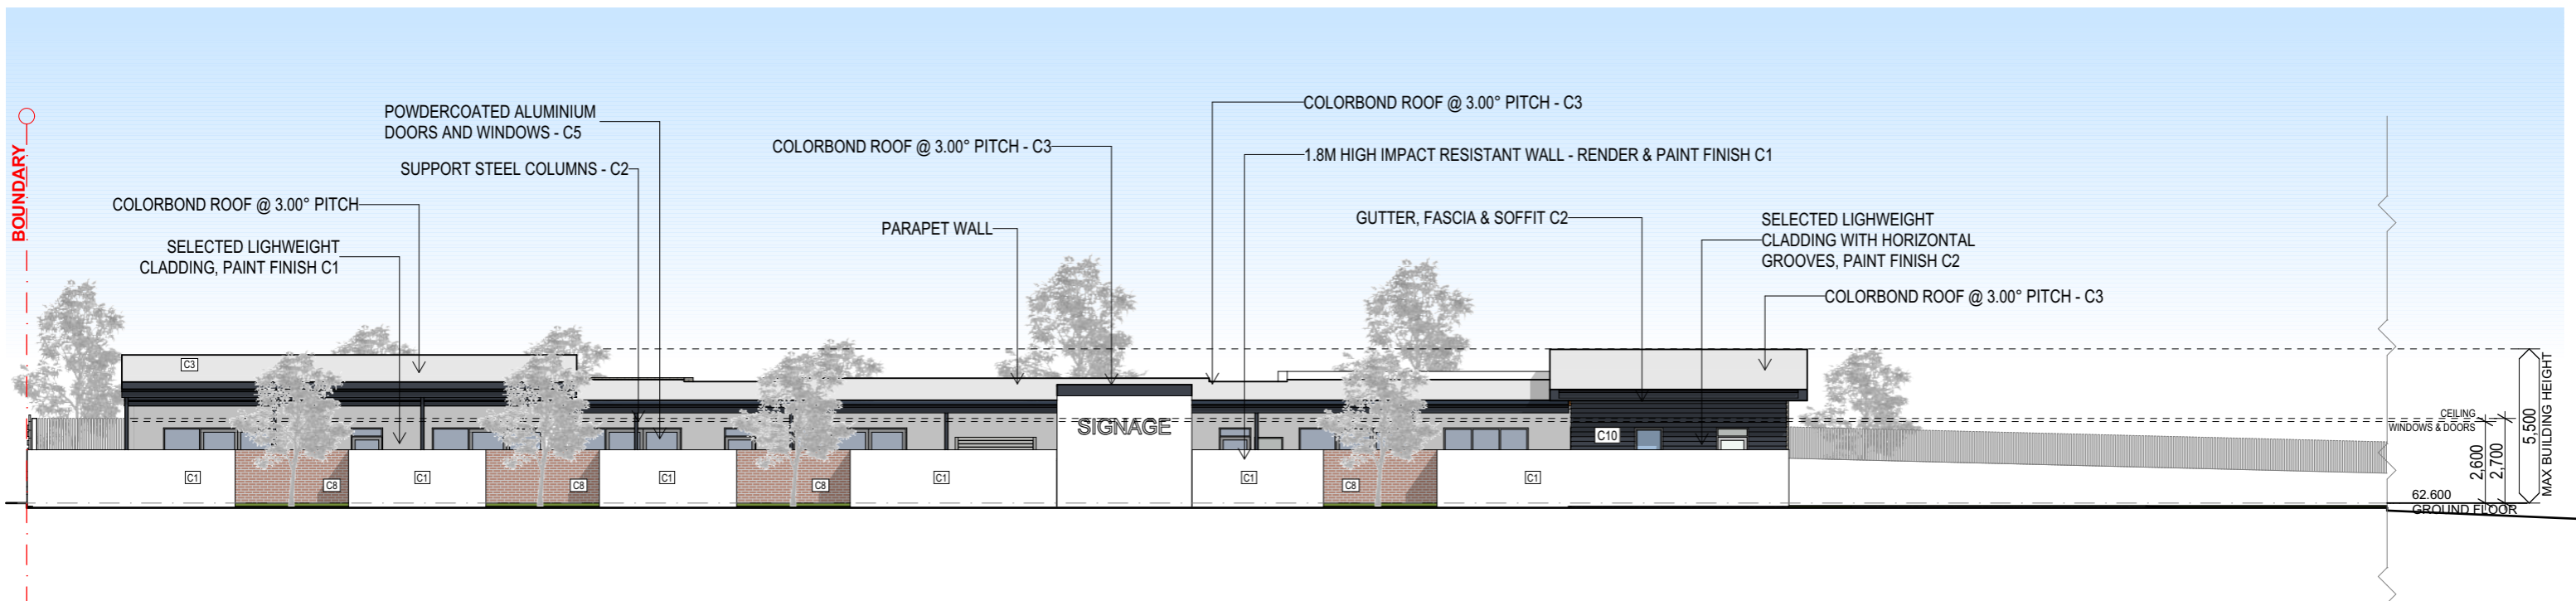 BOUNDARY
POWDERCOATED ALUMINIUM
DOORS AND WINDOWS - C5
SUPPORT STEEL COLUMNS - C2
COLORBOND ROOF @ 3.00° PITCH
SELECTED LIGHWEIGHT
CLADDING, PAINT FINISH C1
COLORBOND ROOF @ 3.00° PITCH - C3
PARAPET WALL
COLORBOND ROOF @ 3.00° PITCH - C3
1.8M HIGH IMPACT RESISTANT WALL - RENDER & PAINT FINISH C1
GUTTER, FASCIA & SOFFIT C2
SELECTED LIGHWEIGHT
CLADDING WITH HORIZONTAL
GROOVES, PAINT FINISH C2
COLORBOND ROOF @ 3.00° PITCH - C3
C3
SIGNAGE
C10
C1
C8
C1
C8
C1
C8
C1
C1
C8
C1
CEILING
WINDOWS & DOORS
2,600
2,700
5,500
MAX BUILDING HEIGHT
62.600
GROUND FLOOR